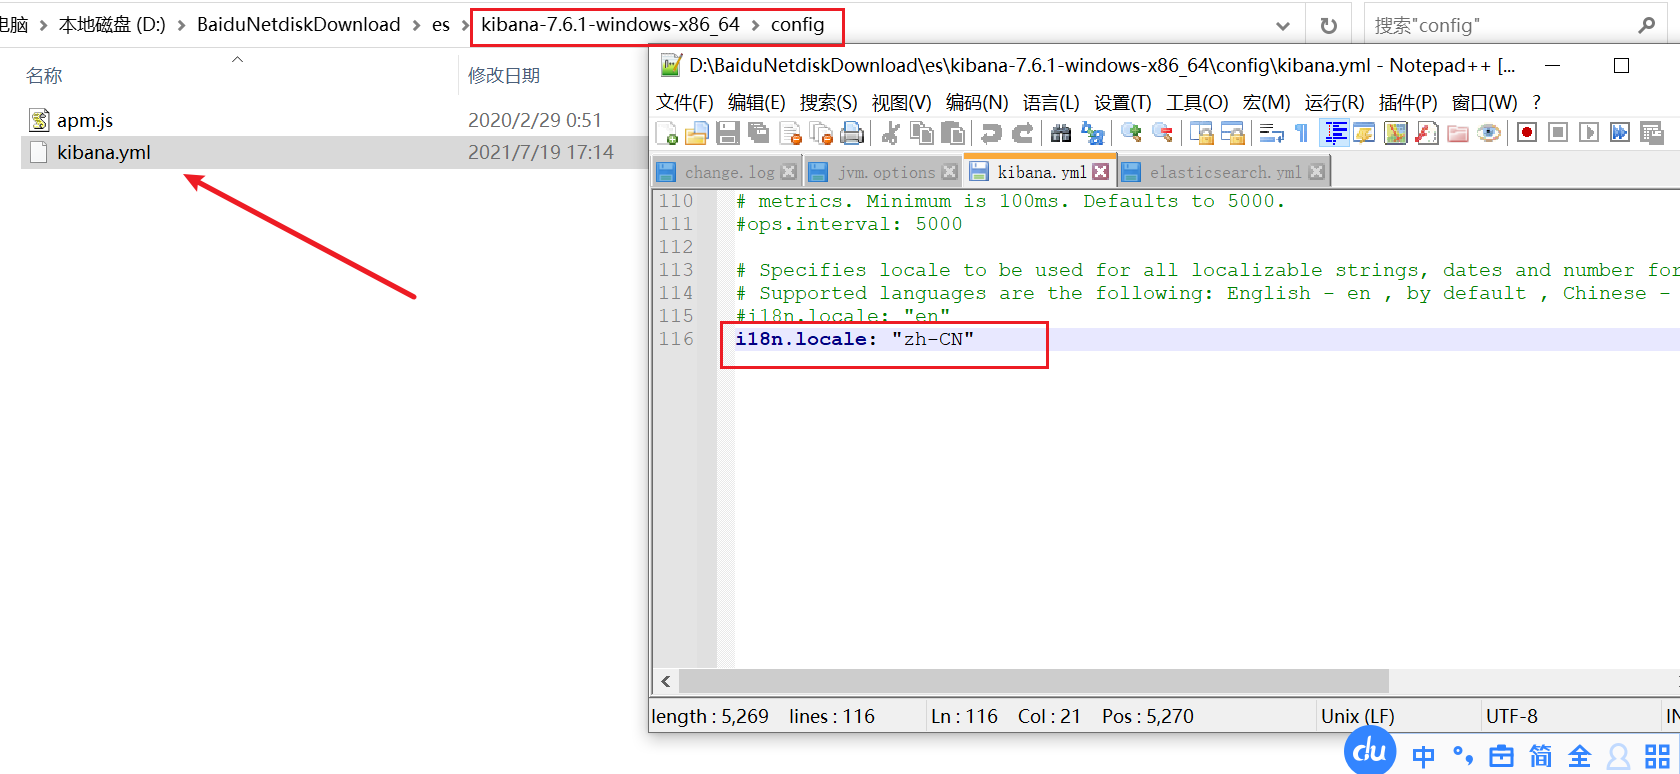 电脑 > 本地磁盘 (D:) > BaiduNetdiskDownload > es > kibana-7.6.1-windows-x86_64 > config
搜索"config"
名称 修改日期
apm.js 2020/2/29 0:51
kibana.yml 2021/7/19 17:14
D:\BaiduNetdiskDownload\es\kibana-7.6.1-windows-x86_64\config\kibana.yml - Notepad++ [...
文件(F) 编辑(E) 搜索(S) 视图(V) 编码(N) 语言(L) 设置(T) 工具(O) 宏(M) 运行(R) 插件(P) 窗口(W) ?
change.log jvm.options kibana.yml elasticsearch.yml
110 # metrics. Minimum is 100ms. Defaults to 5000.
111 #ops.interval: 5000
112
113 # Specifies locale to be used for all localizable strings, dates and number for
114 # Supported languages are the following: English - en , by default , Chinese -
115 #i18n.locale: "en"
116 i18n.locale: "zh-CN"
length : 5,269 lines : 116 Ln : 116 Col : 21 Pos : 5,270 Unix (LF) UTF-8 IN
du 中 简 全